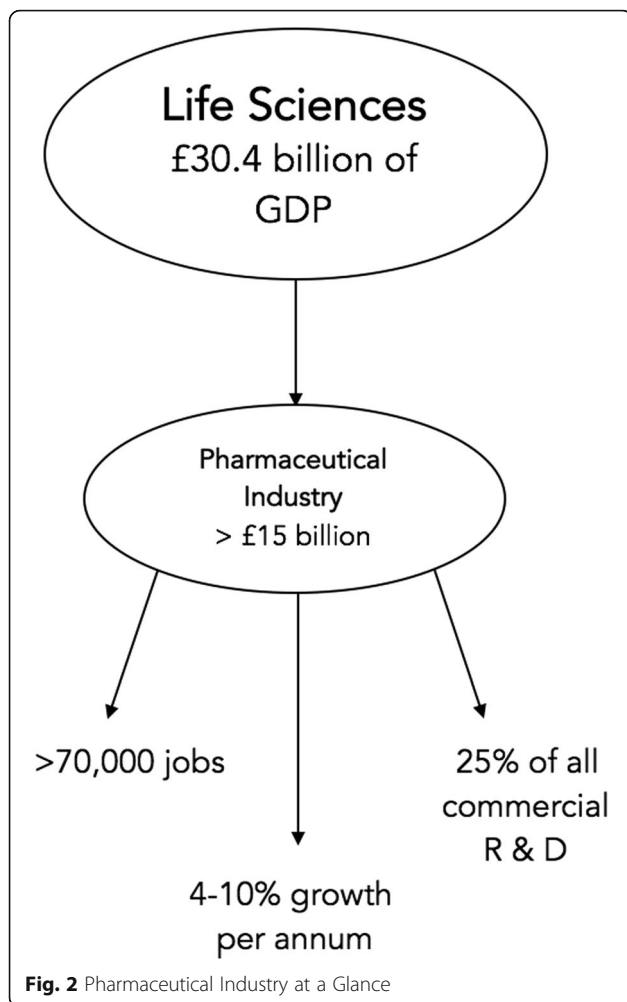 Life Sciences
£30.4 billion of
GDP
Pharmaceutical
Industry
> £15 billion
>70,000 jobs
25% of all
commercial
R & D
4-10% growth
per annum
Fig. 2 Pharmaceutical Industry at a Glance